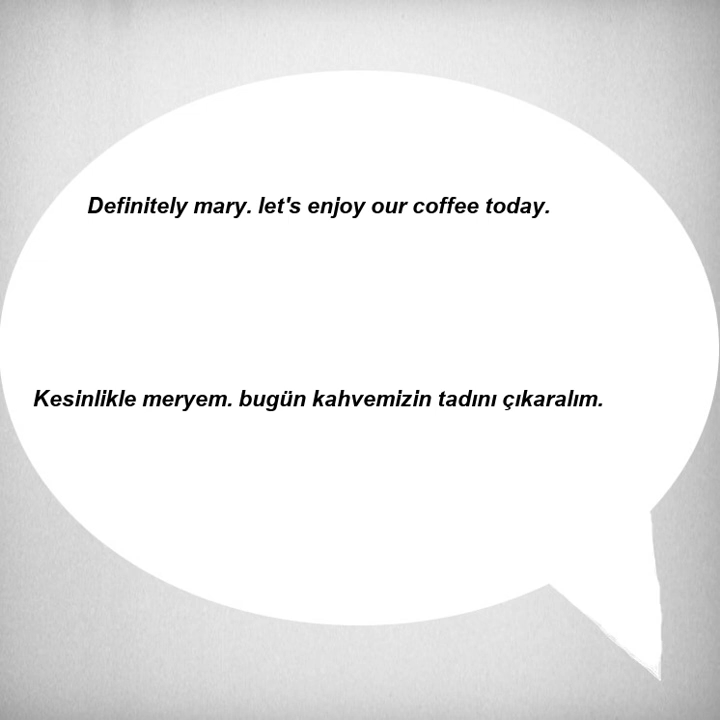 Definitely mary. let's enjoy our coffee today.
Kesinlikle meryem. bugün kahvemizin tadını çıkaralım.